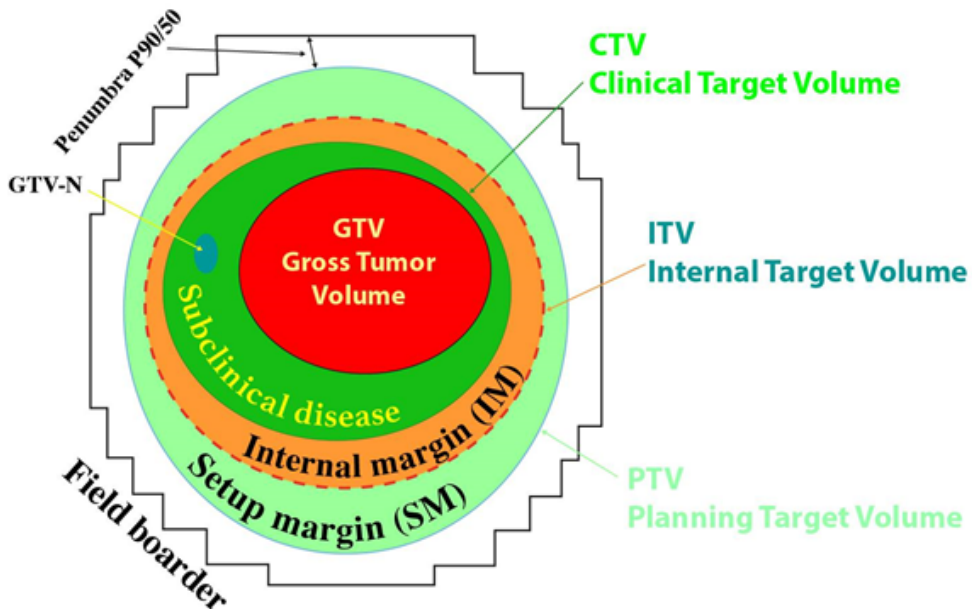 Penumbra P90/50
CTV
Clinical Target Volume
GTV-N
GTV
Gross Tumor
Volume
ITV
Internal Target Volume
Subclinical disease
Internal margin (IM)
Setup margin (SM)
PTV
Planning Target Volume
Field boarder